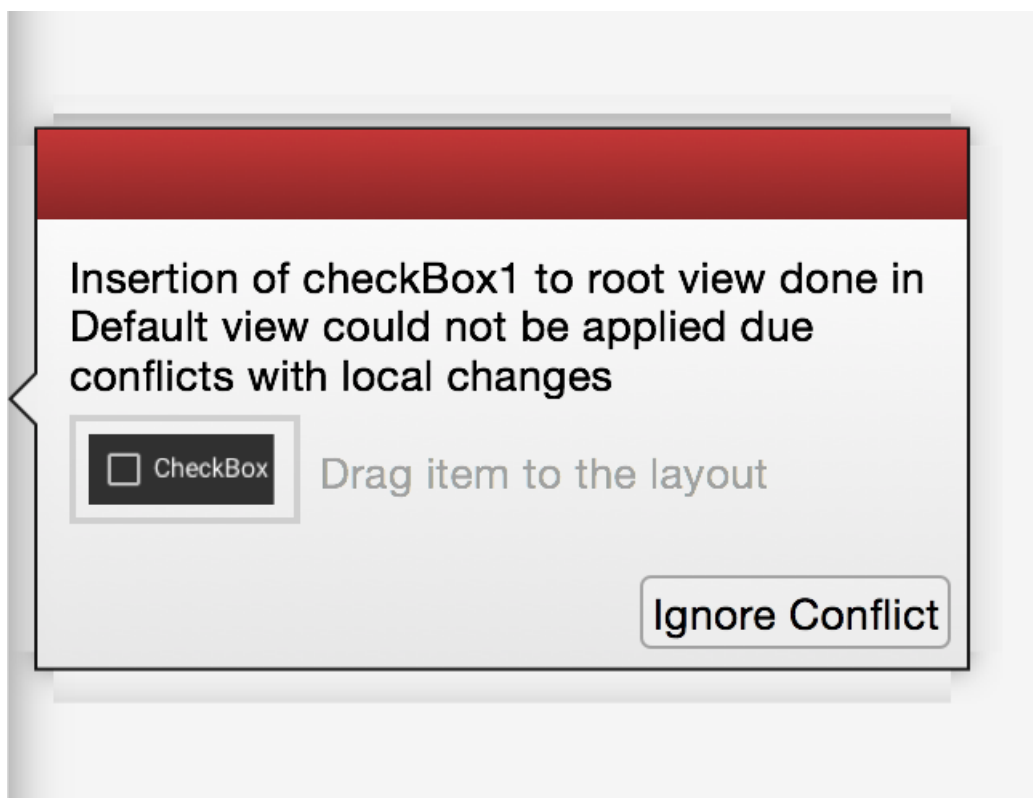 Insertion of checkBox1 to root view done in
Default view could not be applied due
conflicts with local changes
CheckBox
Drag item to the layout
Ignore Conflict